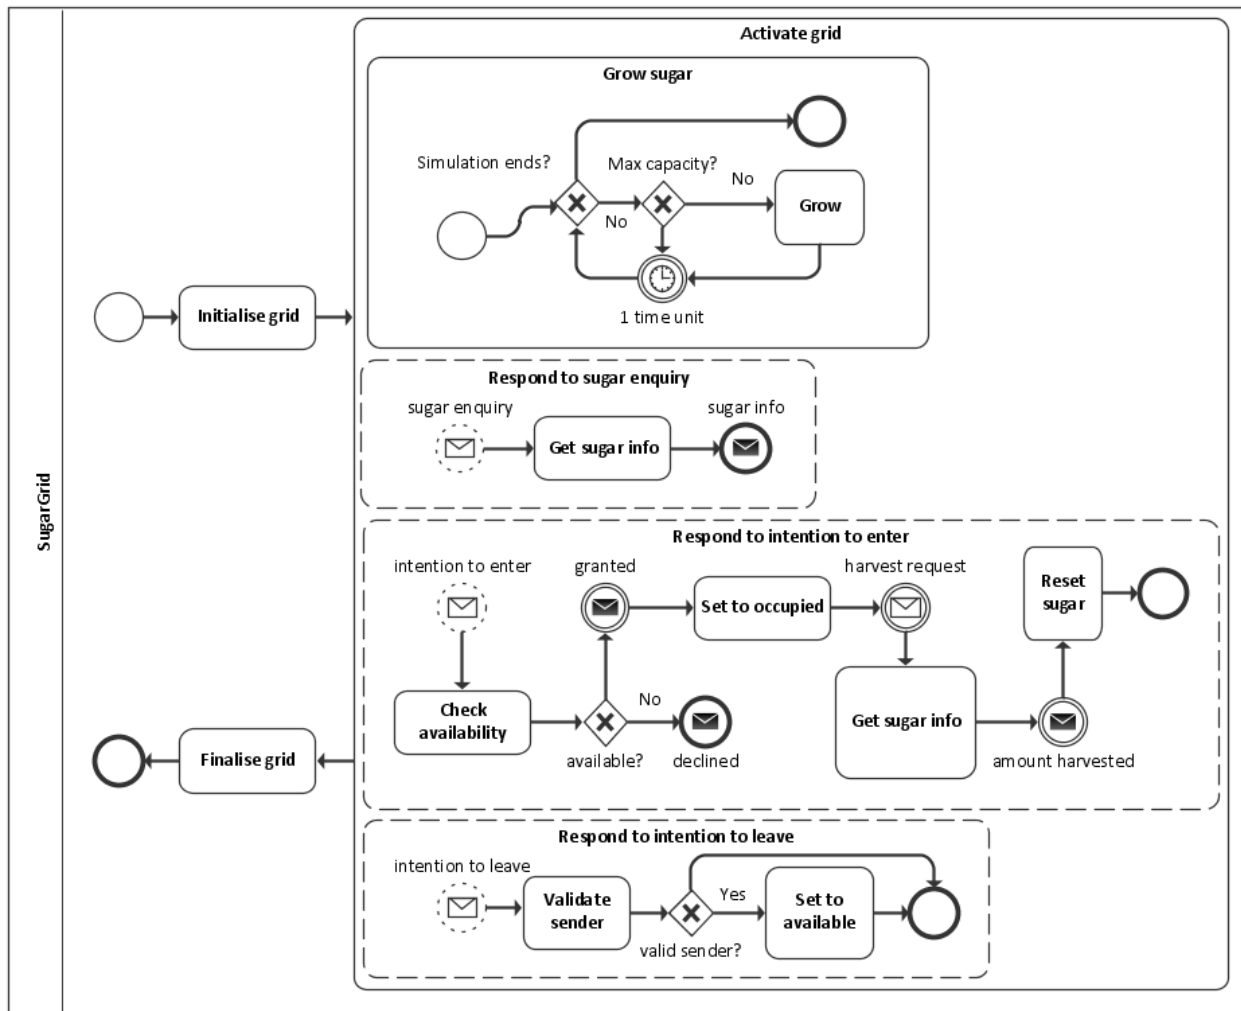 SugarGrid
Activate grid
Grow sugar
Simulation ends?
Max capacity?
No
No
Grow
1 time unit
Initialise grid
Respond to sugar enquiry
sugar enquiry
sugar info
Get sugar info
Respond to intention to enter
intention to enter
granted
harvest request
Set to occupied
Reset
sugar
Check
availability
No
Get sugar info
available?
declined
amount harvested
Finalise grid
Respond to intention to leave
intention to leave
Validate
sender
Yes
Set to
available
valid sender?